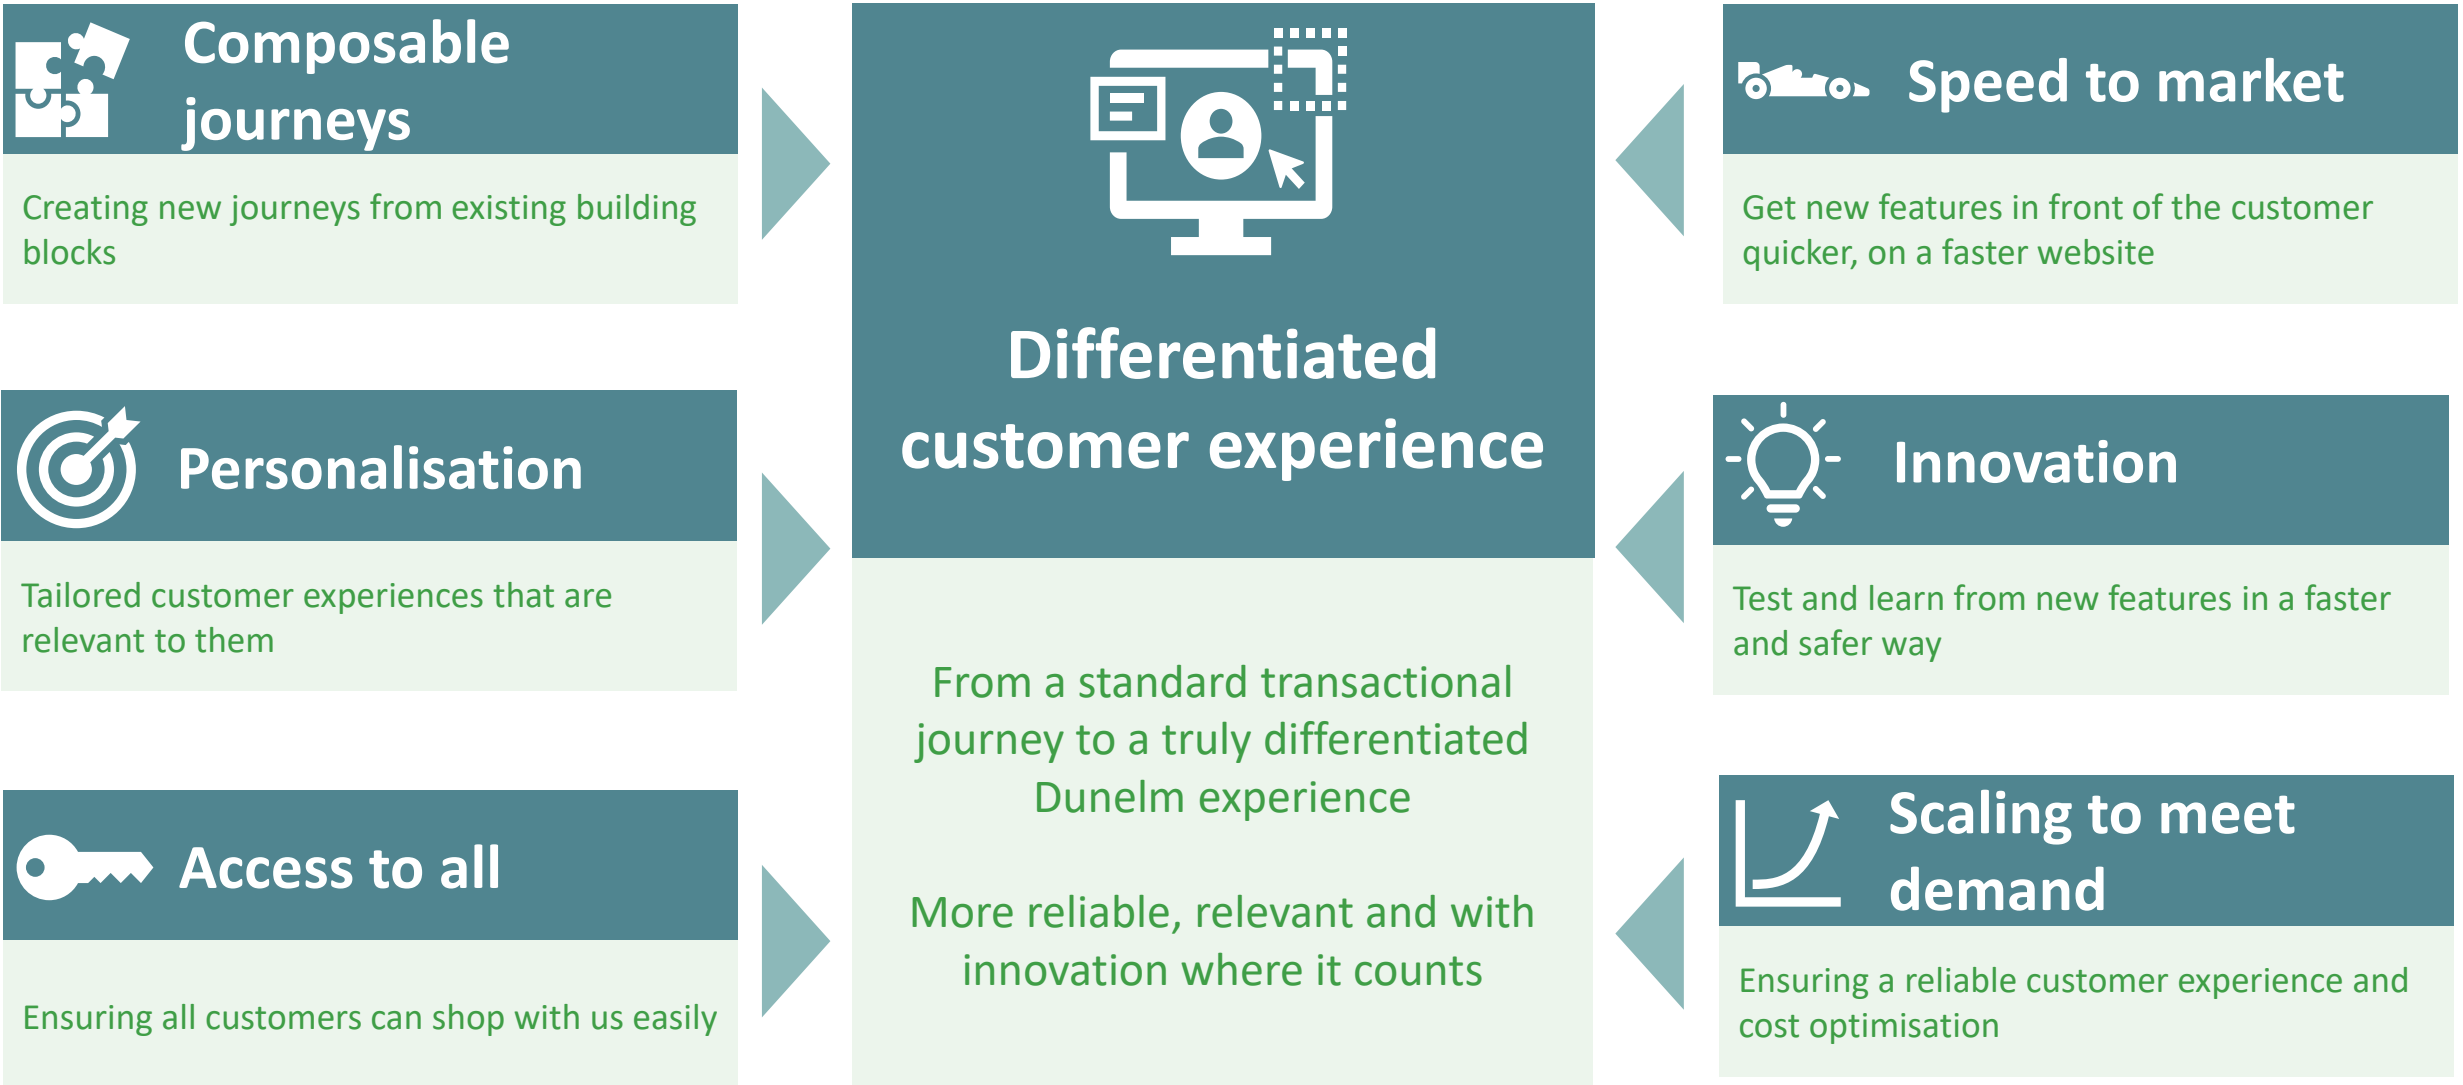 Composable
journeys
Creating new journeys from existing building
blocks
Personalisation
Tailored customer experiences that are
relevant to them
Access to all
Ensuring all customers can shop with us easily
Differentiated
customer experience
From a standard transactional
journey to a truly differentiated
Dunelm experience
More reliable, relevant and with
innovation where it counts
Speed to market
Get new features in front of the customer
quicker, on a faster website
Innovation
Test and learn from new features in a faster
and safer way
Scaling to meet
demand
Ensuring a reliable customer experience and
cost optimisation